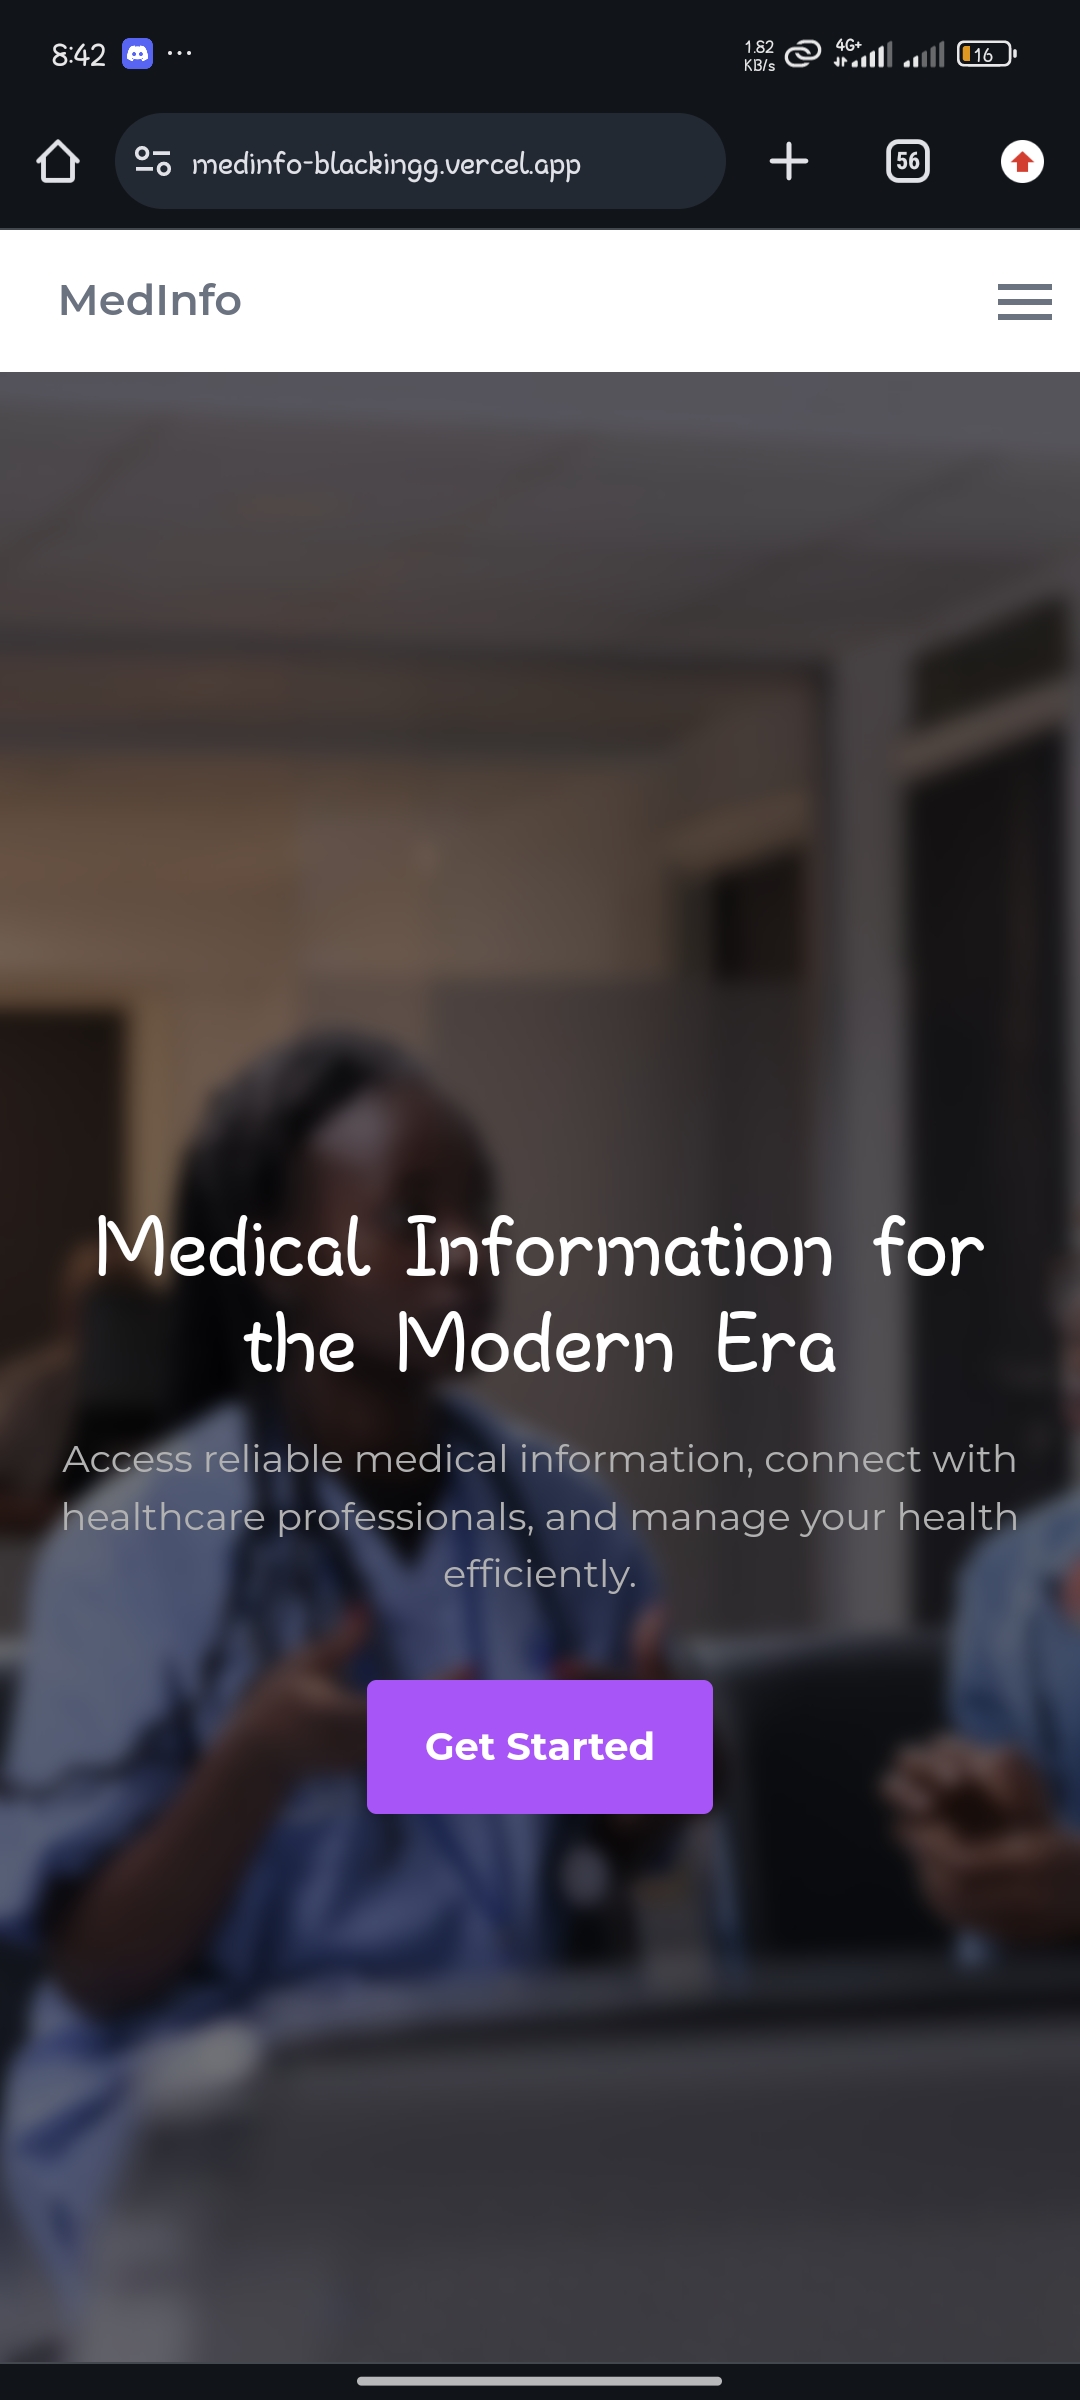 8:42 ...
1.82
KB/s
4G+
16
medinfo-blackingg.vercel.app
56
MedInfo
Medical Information for
the Modern Era
Access reliable medical information, connect with
healthcare professionals, and manage your health
efficiently.
Get Started